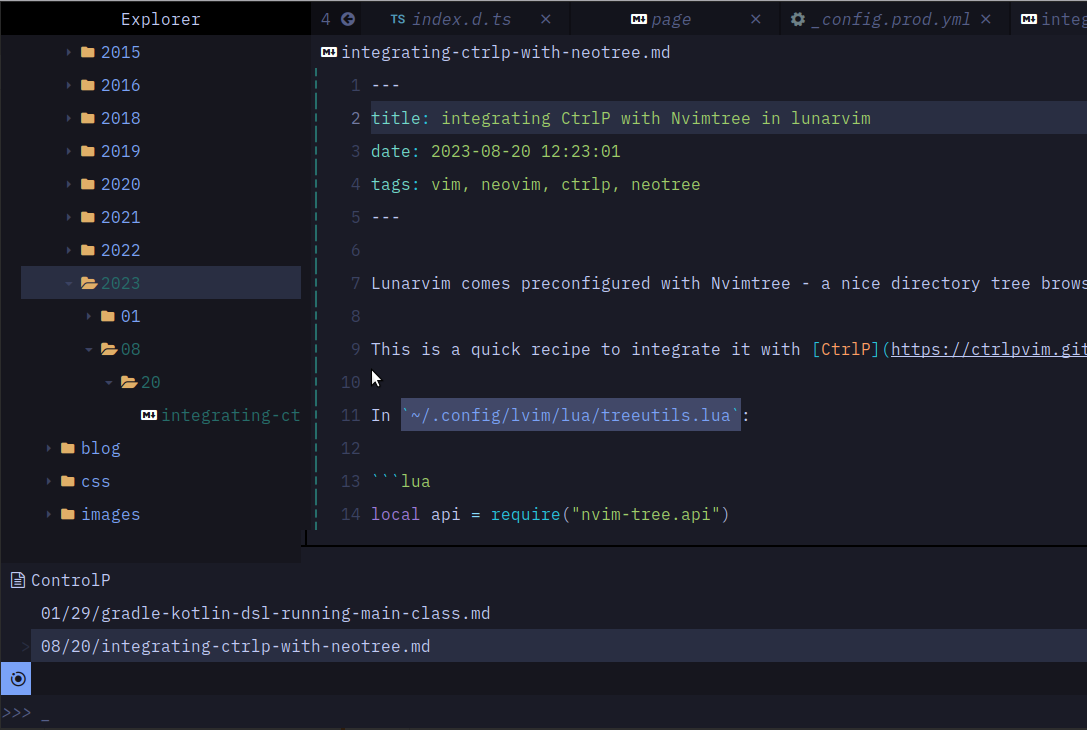 Explorer
4 TS index.d.ts × M↓ page × _config.prod.yml × M↓ integ
2015
2016
2018
2019
2020
2021
2022
2023
01
08
20
M↓ integrating-ct
blog
css
images
M↓ integrating-ctrlp-with-neotree.md
1 ---
2 title: integrating CtrlP with Nvimtree in lunarvim
3 date: 2023-08-20 12:23:01
4 tags: vim, neovim, ctrlp, neotree
5 ---
6
7 Lunarvim comes preconfigured with Nvimtree - a nice directory tree brows
8
9 This is a quick recipe to integrate it with [CtrlP](https://ctrlpvim.git
10
11 In `~/.config/lvim/lua/treeutils.lua`:
12
13 ```lua
14 local api = require("nvim-tree.api")
ControlP
01/29/gradle-kotlin-dsl-running-main-class.md
> 08/20/integrating-ctrlp-with-neotree.md
>>> _